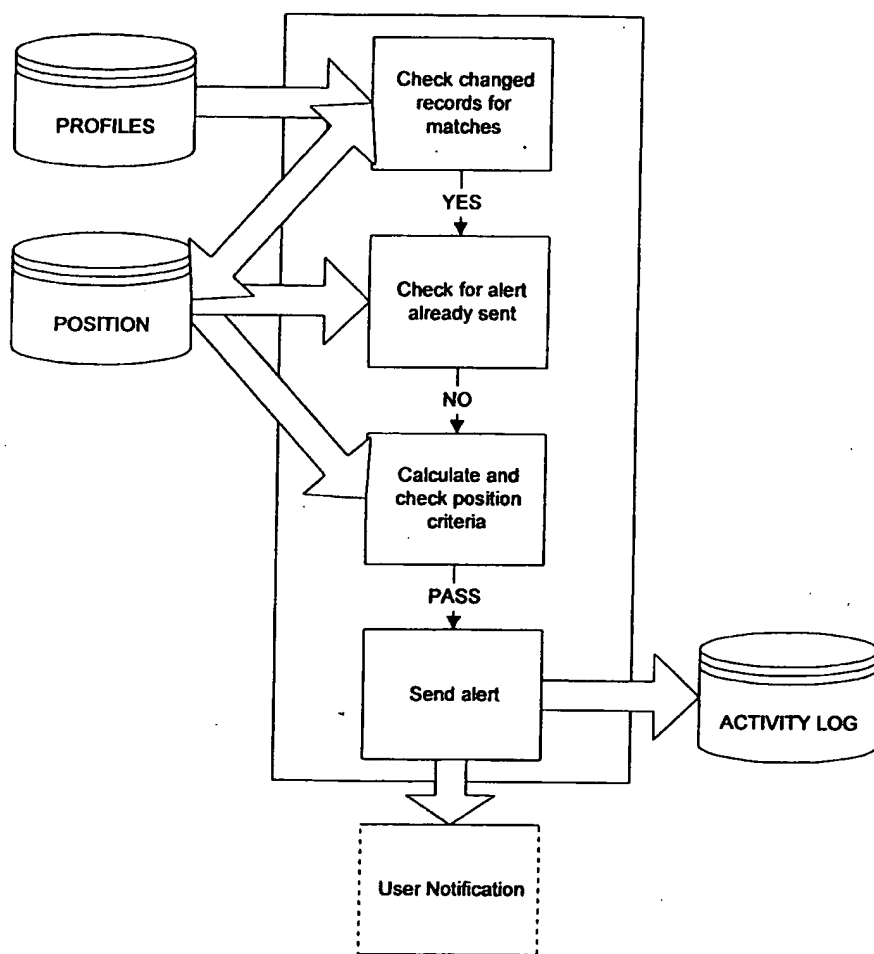 PROFILES
Check changed
records for
matches
YES
POSITION
Check for alert
already sent
NO
Calculate and
check position
criteria
PASS
Send alert
ACTIVITY LOG
User Notification